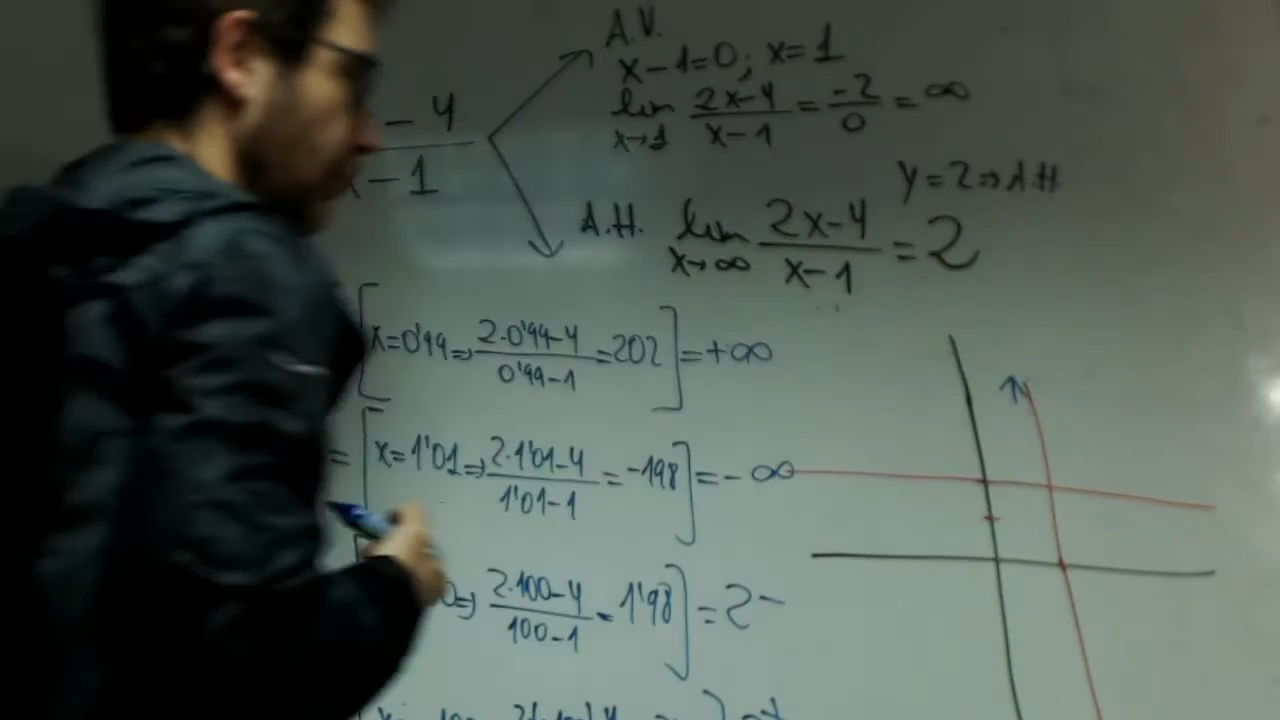 A.V.
x-1=0; x=1
- 4
lim 2x-4 / x-1 = -2 / 0 = ∞
x→1
x-1
y=2⇒A.H
A.H. lim 2x-4 / x-1 = 2
x→∞
[x=0'99⇒ 2·0'99-4 / 0'99-1 =202] =+∞
= [x=1'01⇒ 2·1'01-4 / 1'01-1 = -198] =-∞
0⇒ 2·100-4 / 100-1 = 1'98] = 2-